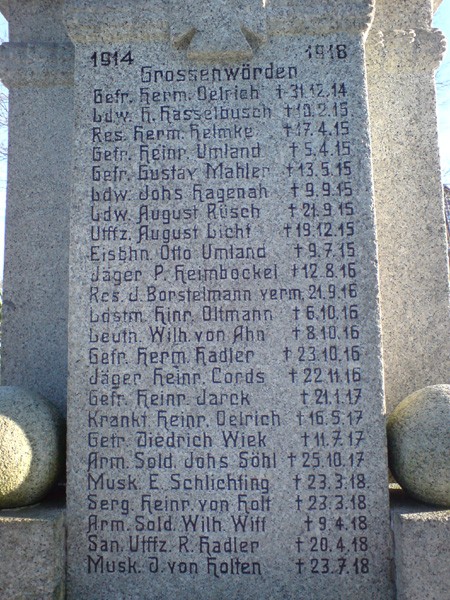 1914 1918
Grossenwörden
Gefr. Herm. Oelrich † 31.12.14
Ldw. H. Hasselbusch † 10.2.15
Res. Herm. Helmke † 17.4.15
Gefr. Heinr. Umland † 5.4.15
Gefr. Gustav Mahler † 13.5.15
Ldw. Johs Hagenah † 9.9.15
Ldw. August Rüsch † 21.9.15
Utffz. August Licht † 19.12.15
Eisbhn. Otto Umland † 9.7.15
Jäger P. Heimbockel † 12.8.16
Res. J. Borstelmann verm. 21.9.16
Ldstm. Hinr. Oltmann † 6.10.16
Leutn. Wilh. von Ahn † 8.10.16
Gefr. Herm. Hadler † 23.10.16
Jäger Heinr. Cords † 22.11.16
Gefr. Heinr. Jarck † 21.1.17
Krankt. Heinr. Oelrich † 16.5.17
Gefr. Diedrich Wiek † 11.7.17
Arm. Sold. Johs Söhl † 25.10.17
Musk. E. Schlichting † 23.3.18.
Serg. Heinr. von Holt † 23.3.18
Arm. Sold. Wilh. Witt † 9.4.18
San. Utffz. R. Hadler † 20.4.18
Musk. J. von Holten † 23.7.18